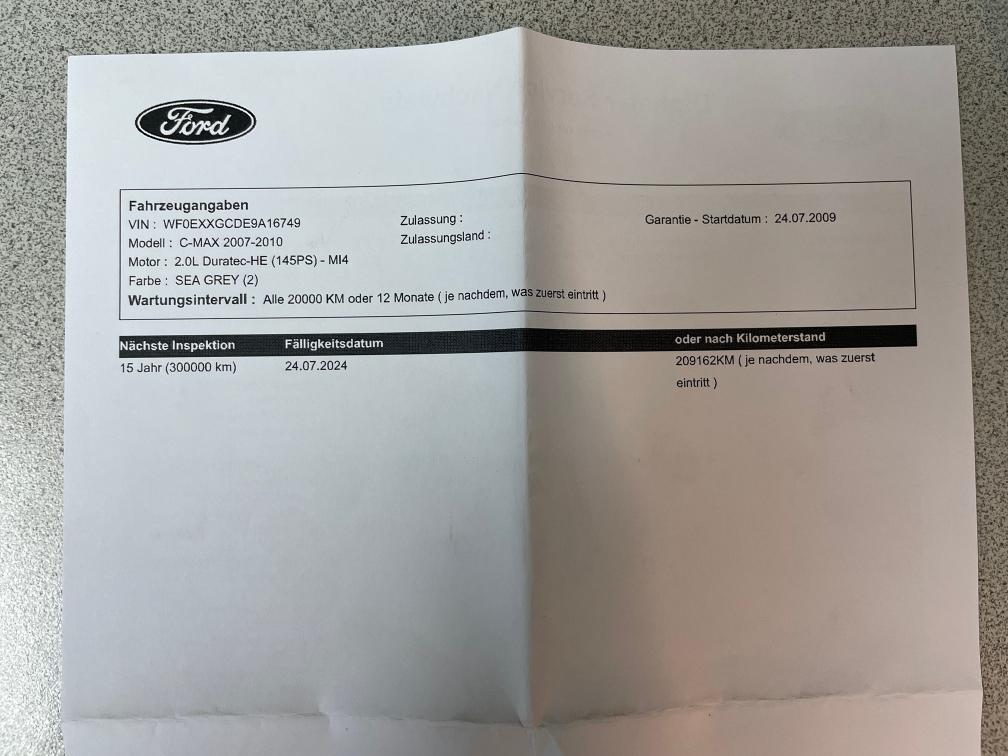 Ford
Fahrzeugangaben
VIN : WF0EXXGCDE9A16749
Zulassung :
Garantie - Startdatum : 24.07.2009
Modell : C-MAX 2007-2010
Zulassungsland :
Motor : 2.0L Duratec-HE (145PS) - MI4
Farbe : SEA GREY (2)
Wartungsintervall : Alle 20000 KM oder 12 Monate ( je nachdem, was zuerst eintritt )
Nächste Inspektion Fälligkeitsdatum oder nach Kilometerstand
15 Jahr (300000 km) 24.07.2024 209162KM ( je nachdem, was zuerst
eintritt )